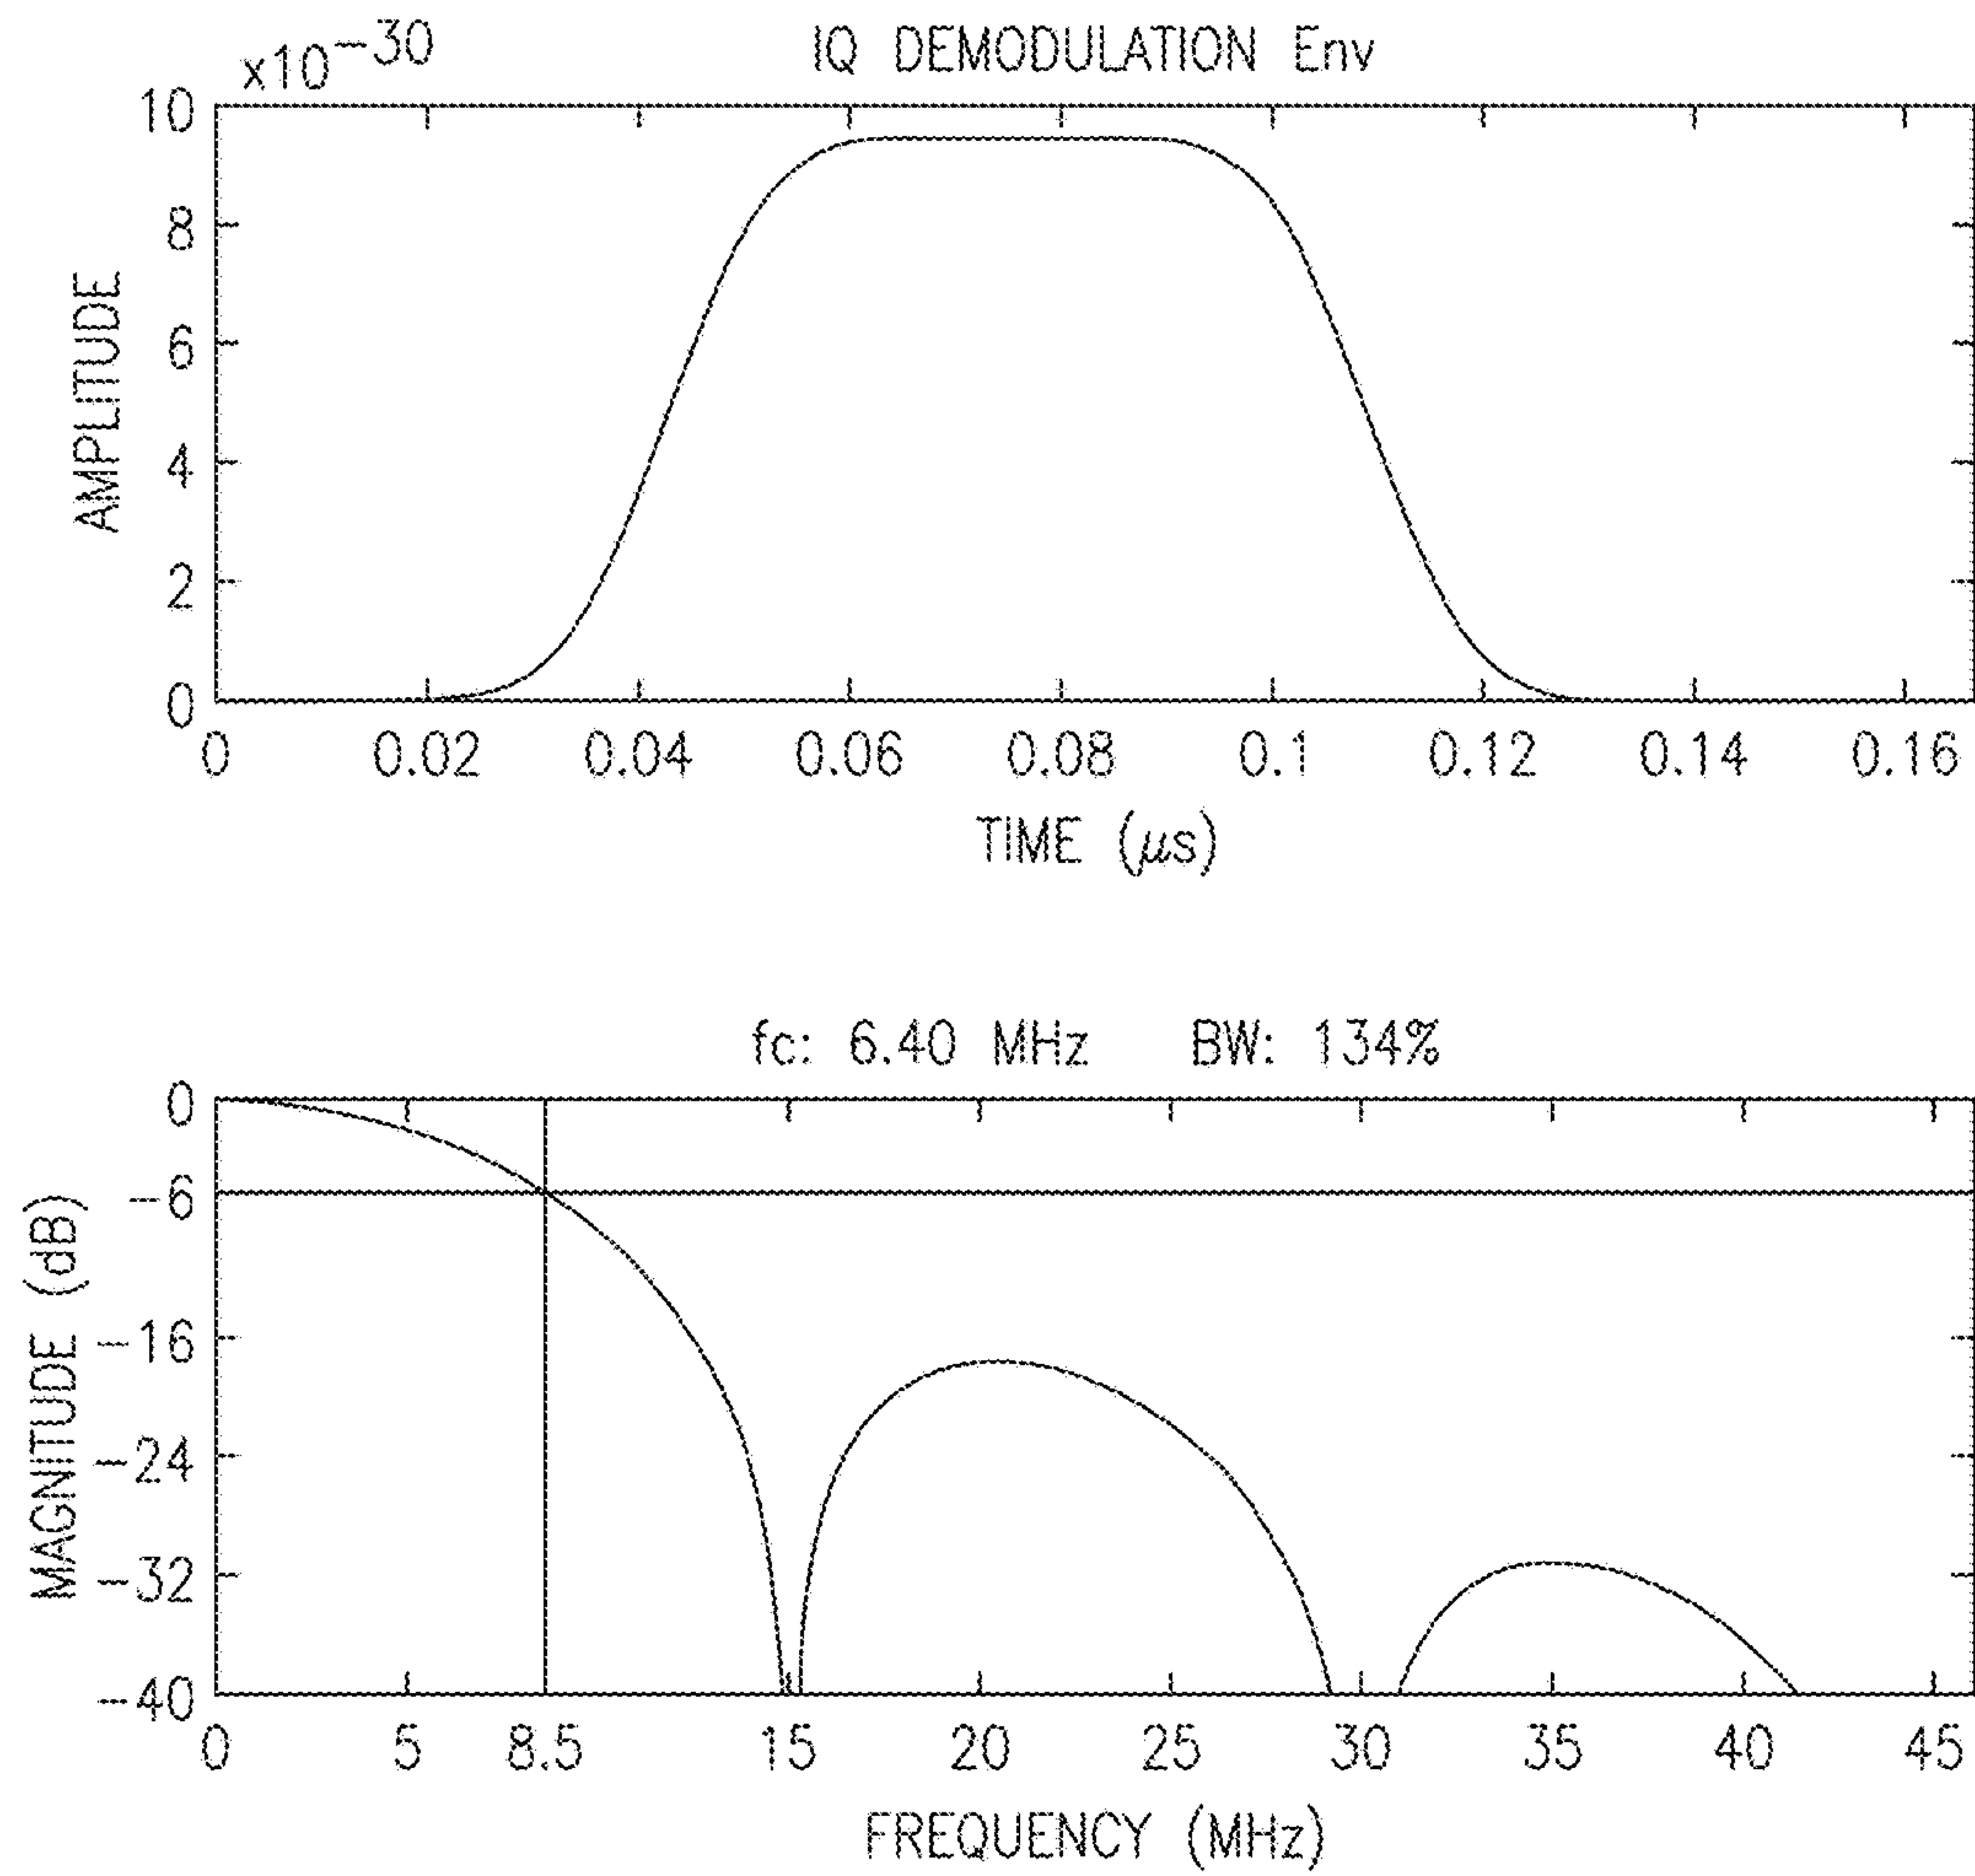 x10−30 IQ DEMODULATION Env
10
8
6
4
2
0
AMPLITUDE
0 0.02 0.04 0.06 0.08 0.1 0.12 0.14 0.16
TIME (μs)
fc: 6.40 MHz BW: 134%
0
−6
−16
−24
−32
−40
MAGNITUDE (dB)
0 5 8.5 15 20 25 30 35 40 45
FREQUENCY (MHz)